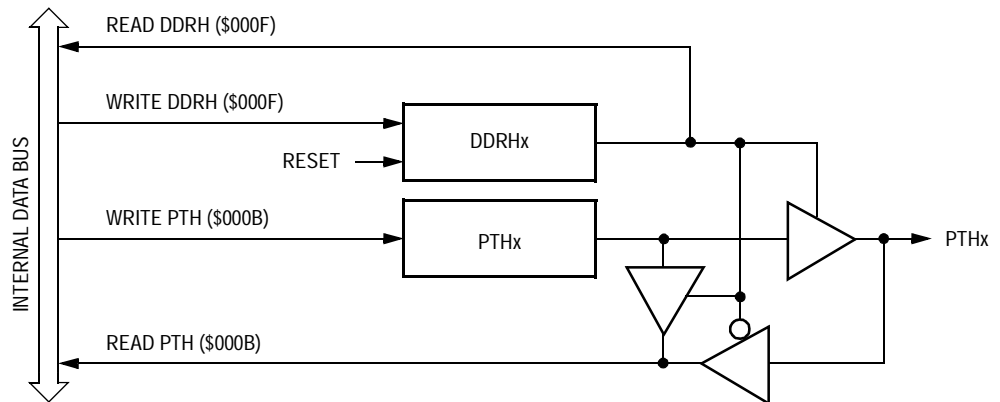 READ DDRH ($000F)
WRITE DDRH ($000F)
DDRHx
RESET
WRITE PTH ($000B)
PTHx
PTHx
READ PTH ($000B)
INTERNAL DATA BUS